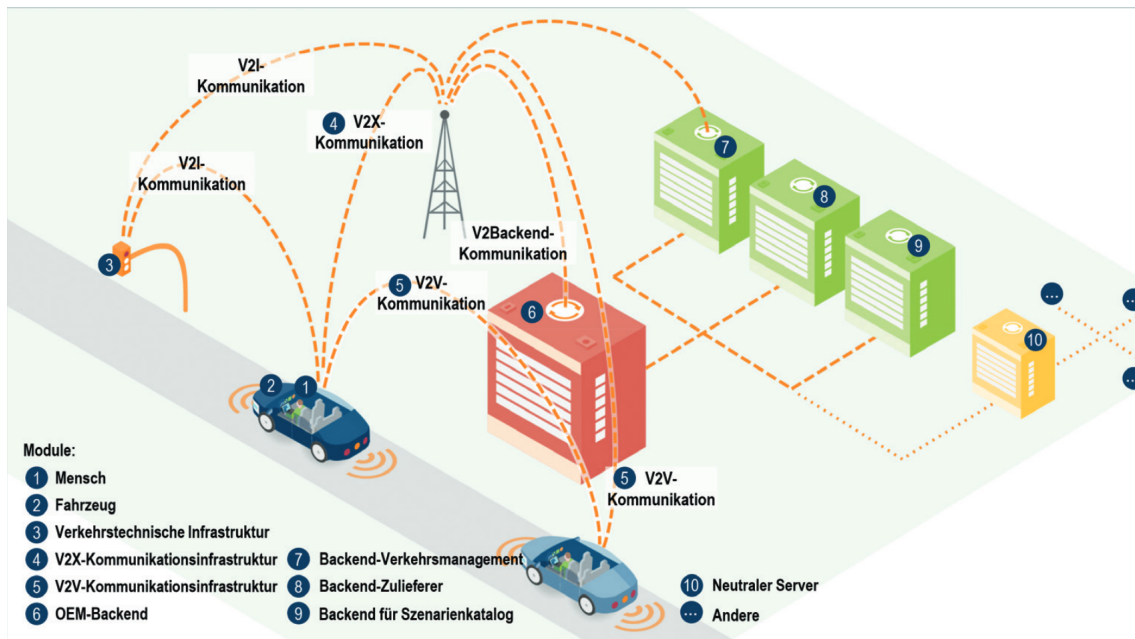 V2I-
Kommunikation
4 V2X-
Kommunikation
V2I-
Kommunikation
7
8
9
3
V2Backend-
Kommunikation
5 V2V-
Kommunikation
6
...
...
10
...
2 1
Module:
1 Mensch
2 Fahrzeug
3 Verkehrstechnische Infrastruktur
4 V2X-Kommunikationsinfrastruktur
5 V2V-Kommunikationsinfrastruktur
6 OEM-Backend
5 V2V-
Kommunikation
7 Backend-Verkehrsmanagement
8 Backend-Zulieferer
9 Backend für Szenarienkatalog
10 Neutraler Server
... Andere